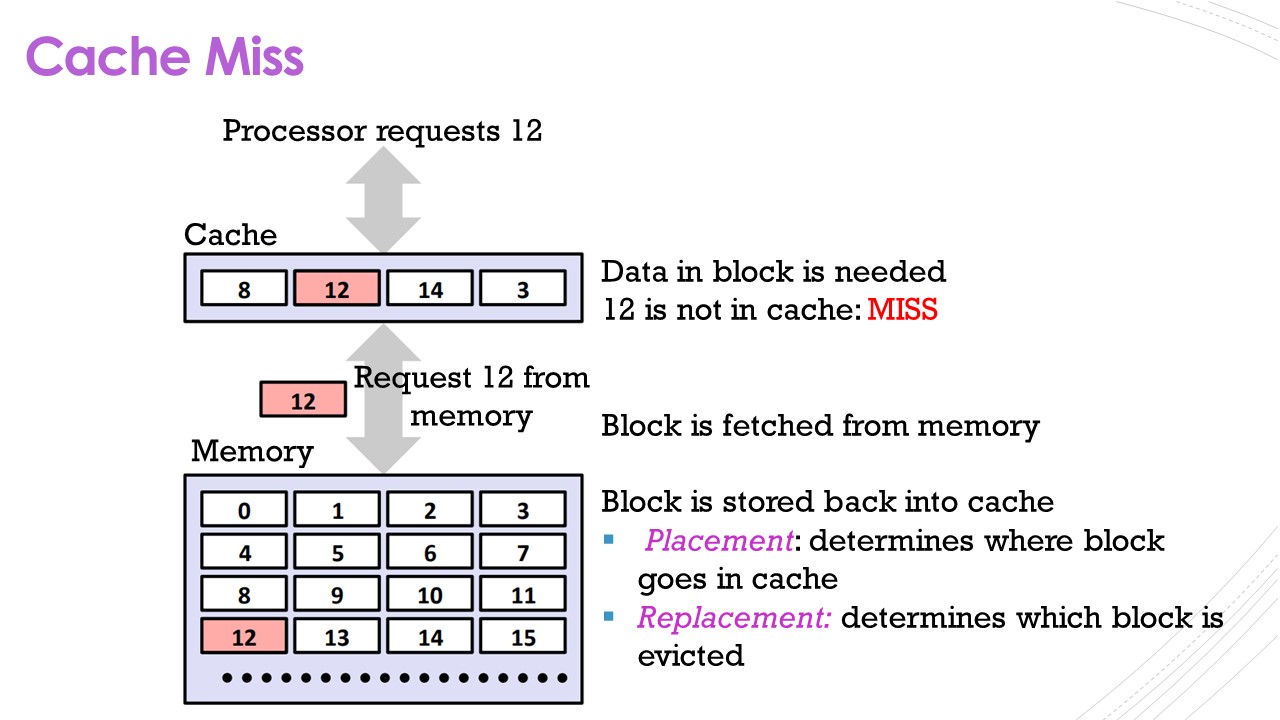 Cache Miss
Processor requests 12
Cache
8 12 14 3
Data in block is needed
12 is not in cache: MISS
12
Request 12 from
memory
Block is fetched from memory
Memory
0 1 2 3
4 5 6 7
8 9 10 11
12 13 14 15
Block is stored back into cache
▪ Placement: determines where block
goes in cache
▪ Replacement: determines which block is
evicted